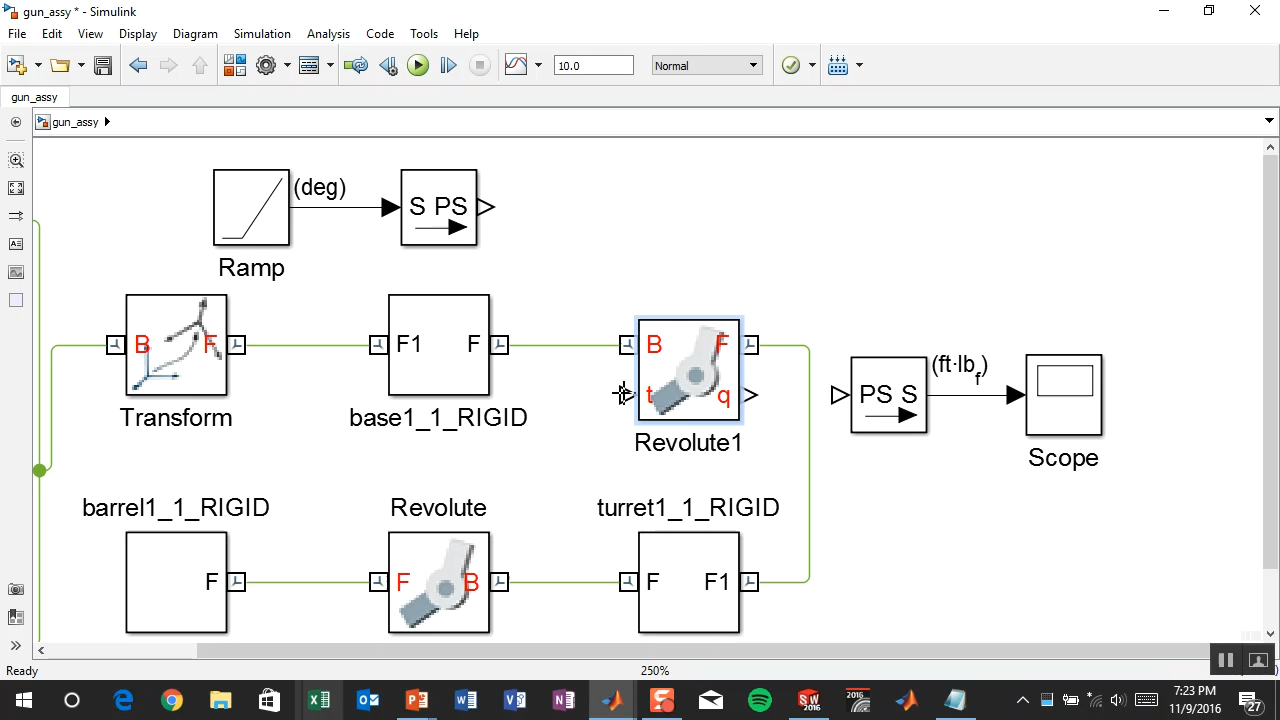 gun_assy * - Simulink
File Edit View Display Diagram Simulation Analysis Code Tools Help
10.0 Normal
gun_assy
gun_assy
(deg)
S PS
Ramp
B F F1 F B F
t q
(ft·lbf)
PS S
Transform base1_1_RIGID Revolute1 Scope
barrel1_1_RIGID Revolute turret1_1_RIGID
F F B F F1
Ready 250%
7:23 PM
11/9/2016
27